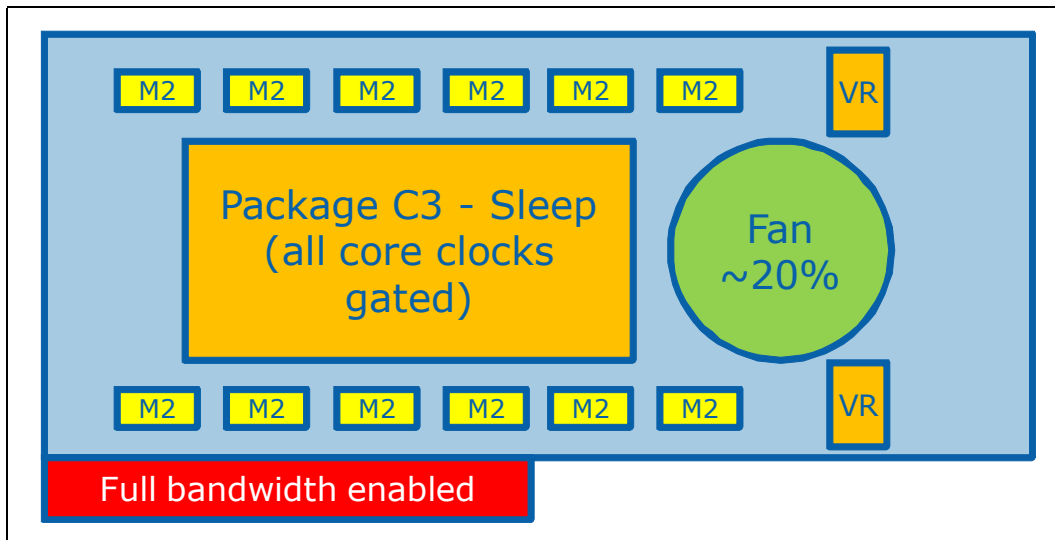 M2 M2 M2 M2 M2 M2 VR
Package C3 - Sleep
(all core clocks
gated)
Fan
~20%
M2 M2 M2 M2 M2 M2 VR
Full bandwidth enabled